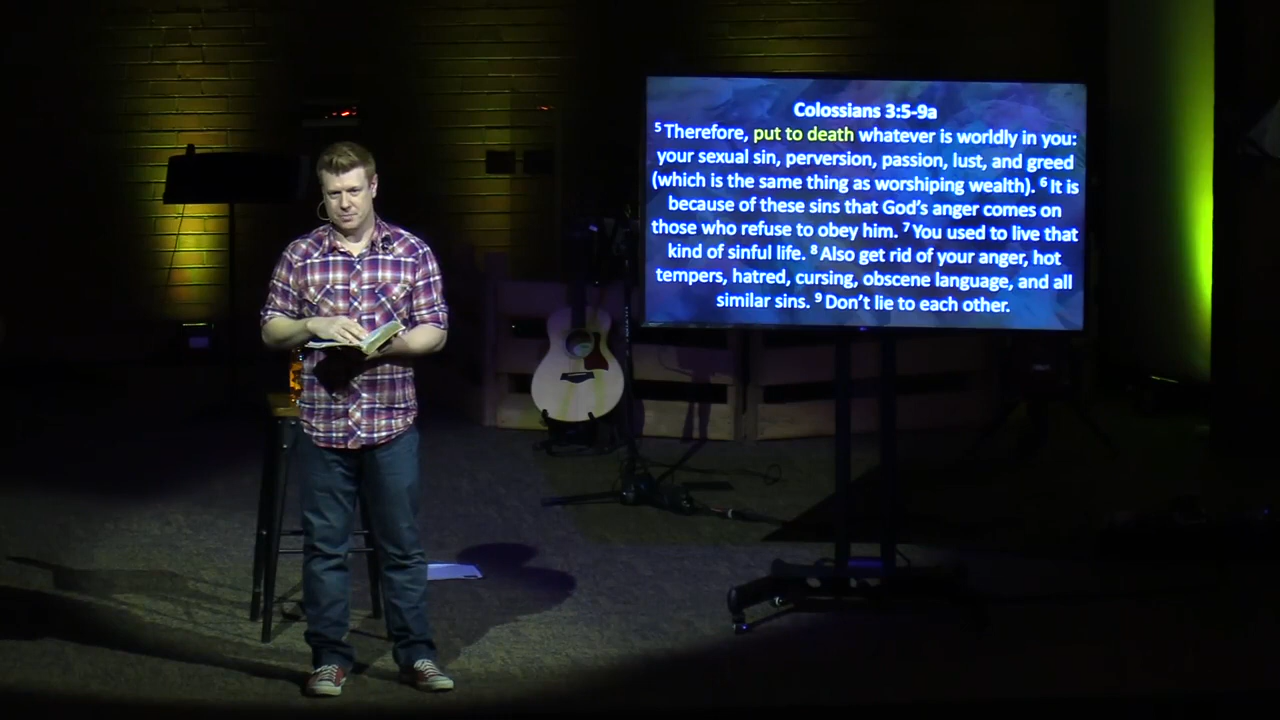 Colossians 3:5-9a
⁵ Therefore, put to death whatever is worldly in you:
your sexual sin, perversion, passion, lust, and greed
(which is the same thing as worshiping wealth). ⁶ It is
because of these sins that God's anger comes on
those who refuse to obey him. ⁷ You used to live that
kind of sinful life. ⁸ Also get rid of your anger, hot
tempers, hatred, cursing, obscene language, and all
similar sins. ⁹ Don't lie to each other.